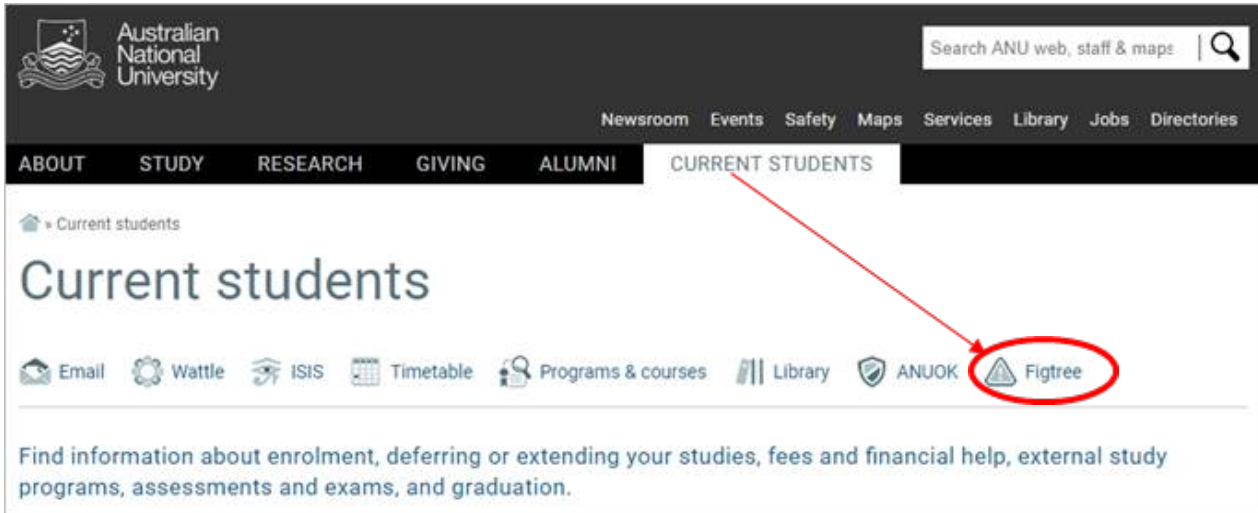 Australian
National
University
Search ANU web, staff & maps
Newsroom Events Safety Maps Services Library Jobs Directories
ABOUT STUDY RESEARCH GIVING ALUMNI CURRENT STUDENTS
» Current students
Current students
Email Wattle ISIS Timetable Programs & courses Library ANUOK Figtree
Find information about enrolment, deferring or extending your studies, fees and financial help, external study
programs, assessments and exams, and graduation.